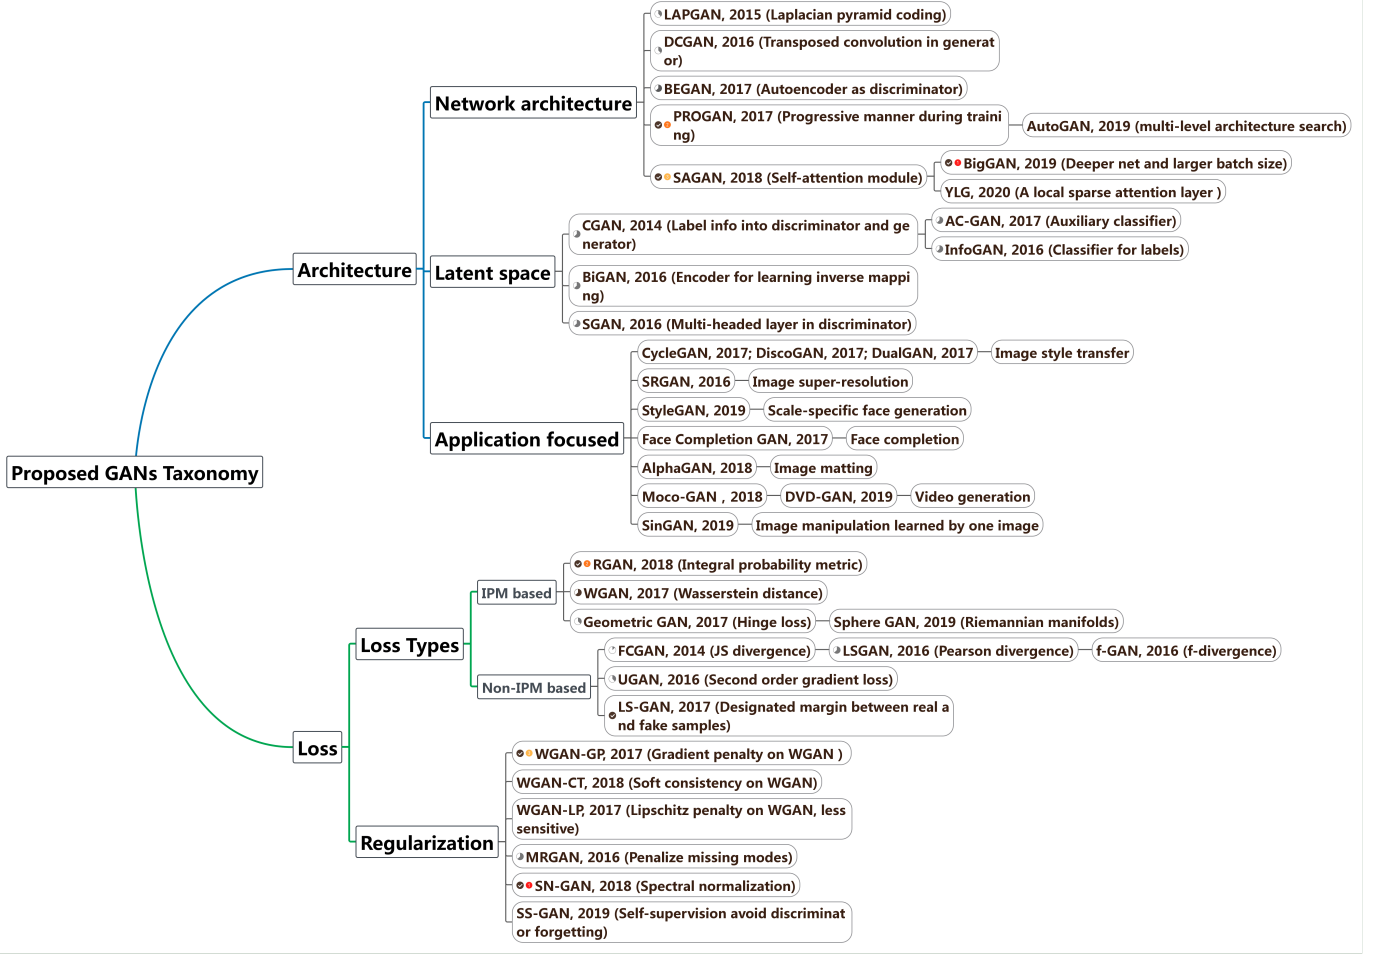 Proposed GANs Taxonomy
Architecture
Network architecture
LAPGAN, 2015 (Laplacian pyramid coding)
DCGAN, 2016 (Transposed convolution in generat
or)
BEGAN, 2017 (Autoencoder as discriminator)
PROGAN, 2017 (Progressive manner during traini
ng)
AutoGAN, 2019 (multi-level architecture search)
SAGAN, 2018 (Self-attention module)
BigGAN, 2019 (Deeper net and larger batch size)
YLG, 2020 (A local sparse attention layer )
Latent space
CGAN, 2014 (Label info into discriminator and ge
nerator)
AC-GAN, 2017 (Auxiliary classifier)
InfoGAN, 2016 (Classifier for labels)
BiGAN, 2016 (Encoder for learning inverse mappi
ng)
SGAN, 2016 (Multi-headed layer in discriminator)
Application focused
CycleGAN, 2017; DiscoGAN, 2017; DualGAN, 2017
Image style transfer
SRGAN, 2016
Image super-resolution
StyleGAN, 2019
Scale-specific face generation
Face Completion GAN, 2017
Face completion
AlphaGAN, 2018
Image matting
Moco-GAN , 2018
DVD-GAN, 2019
Video generation
SinGAN, 2019
Image manipulation learned by one image
Loss
Loss Types
IPM based
RGAN, 2018 (Integral probability metric)
WGAN, 2017 (Wasserstein distance)
Geometric GAN, 2017 (Hinge loss)
Sphere GAN, 2019 (Riemannian manifolds)
Non-IPM based
FCGAN, 2014 (JS divergence)
LSGAN, 2016 (Pearson divergence)
f-GAN, 2016 (f-divergence)
UGAN, 2016 (Second order gradient loss)
LS-GAN, 2017 (Designated margin between real a
nd fake samples)
Regularization
WGAN-GP, 2017 (Gradient penalty on WGAN )
WGAN-CT, 2018 (Soft consistency on WGAN)
WGAN-LP, 2017 (Lipschitz penalty on WGAN, less
sensitive)
MRGAN, 2016 (Penalize missing modes)
SN-GAN, 2018 (Spectral normalization)
SS-GAN, 2019 (Self-supervision avoid discriminat
or forgetting)